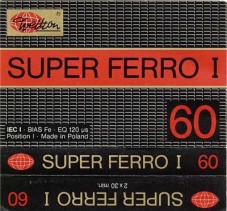 SUPER FERRO I
IEC I · BIAS Fe · EQ 120 µs
Position I · Made in Poland
60
SUPER FERRO I 60
SUPER FERRO I 60
2 x 30 min.